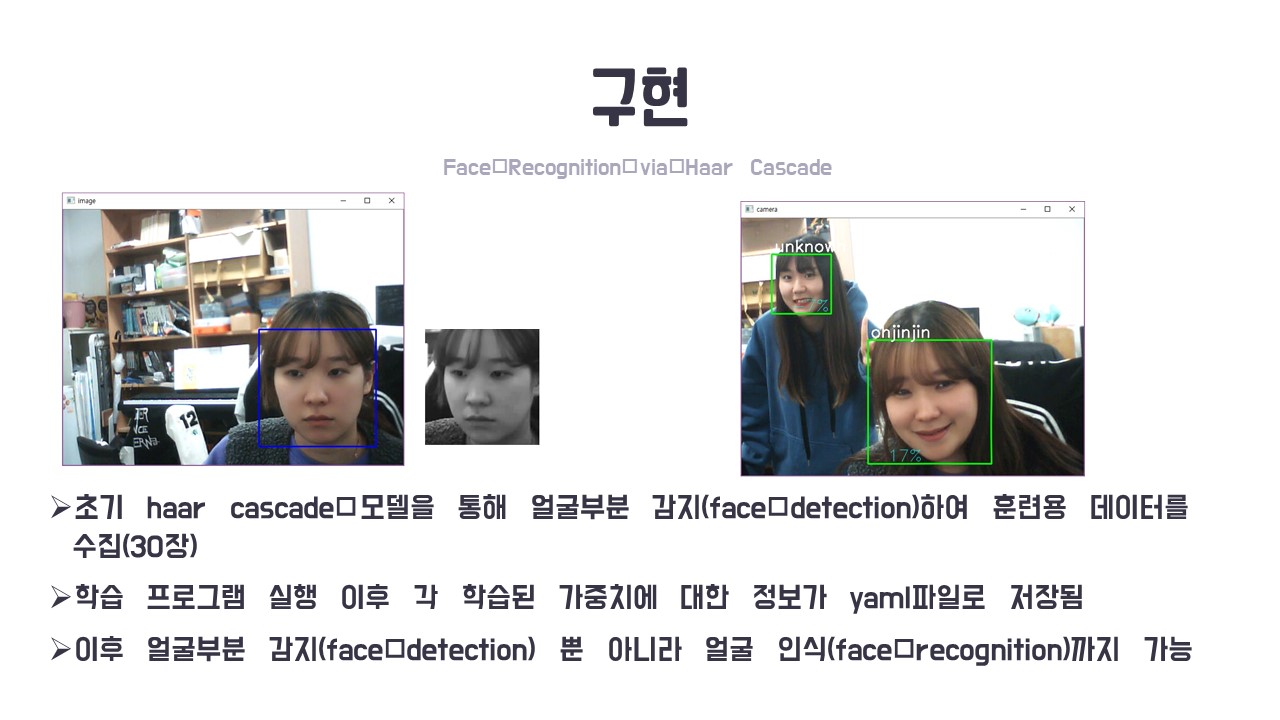 구현
Face□Recognition□via□Haar Cascade
image
camera
unknown
%
onjinjin
17%
12
➢초기 haar cascade□모델을 통해 얼굴부분 감지(face□detection)하여 훈련용 데이터를
수집(30장)
➢학습 프로그램 실행 이후 각 학습된 가중치에 대한 정보가 yaml파일로 저장됨
➢이후 얼굴부분 감지(face□detection) 뿐 아니라 얼굴 인식(face□recognition)까지 가능